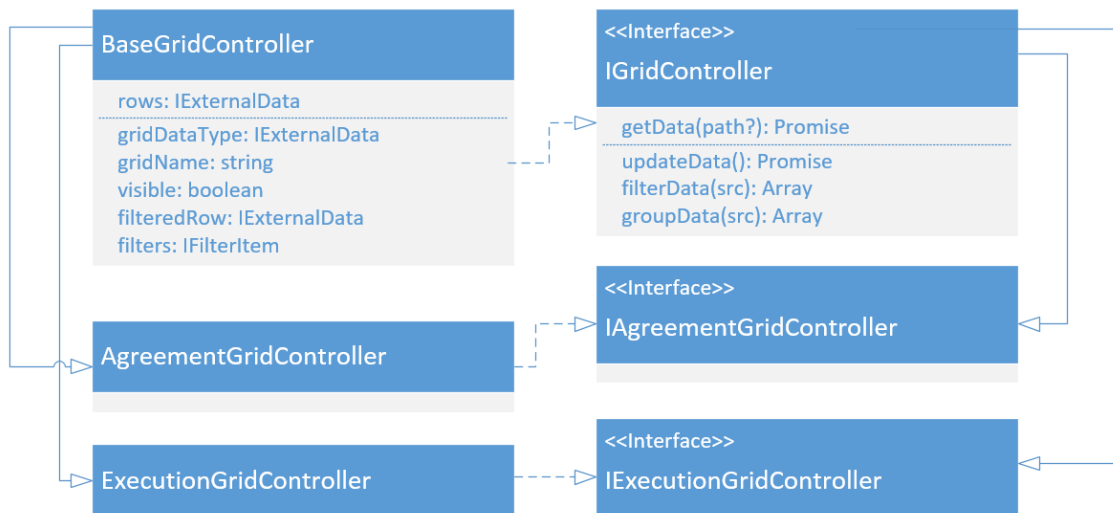 BaseGridController
rows: IExternalData
gridDataType: IExternalData
gridName: string
visible: boolean
filteredRow: IExternalData
filters: IFilterItem
<<Interface>>
IGridController
getData(path?): Promise
updateData(): Promise
filterData(src): Array
groupData(src): Array
AgreementGridController
<<Interface>>
IAgreementGridController
ExecutionGridController
<<Interface>>
IExecutionGridController